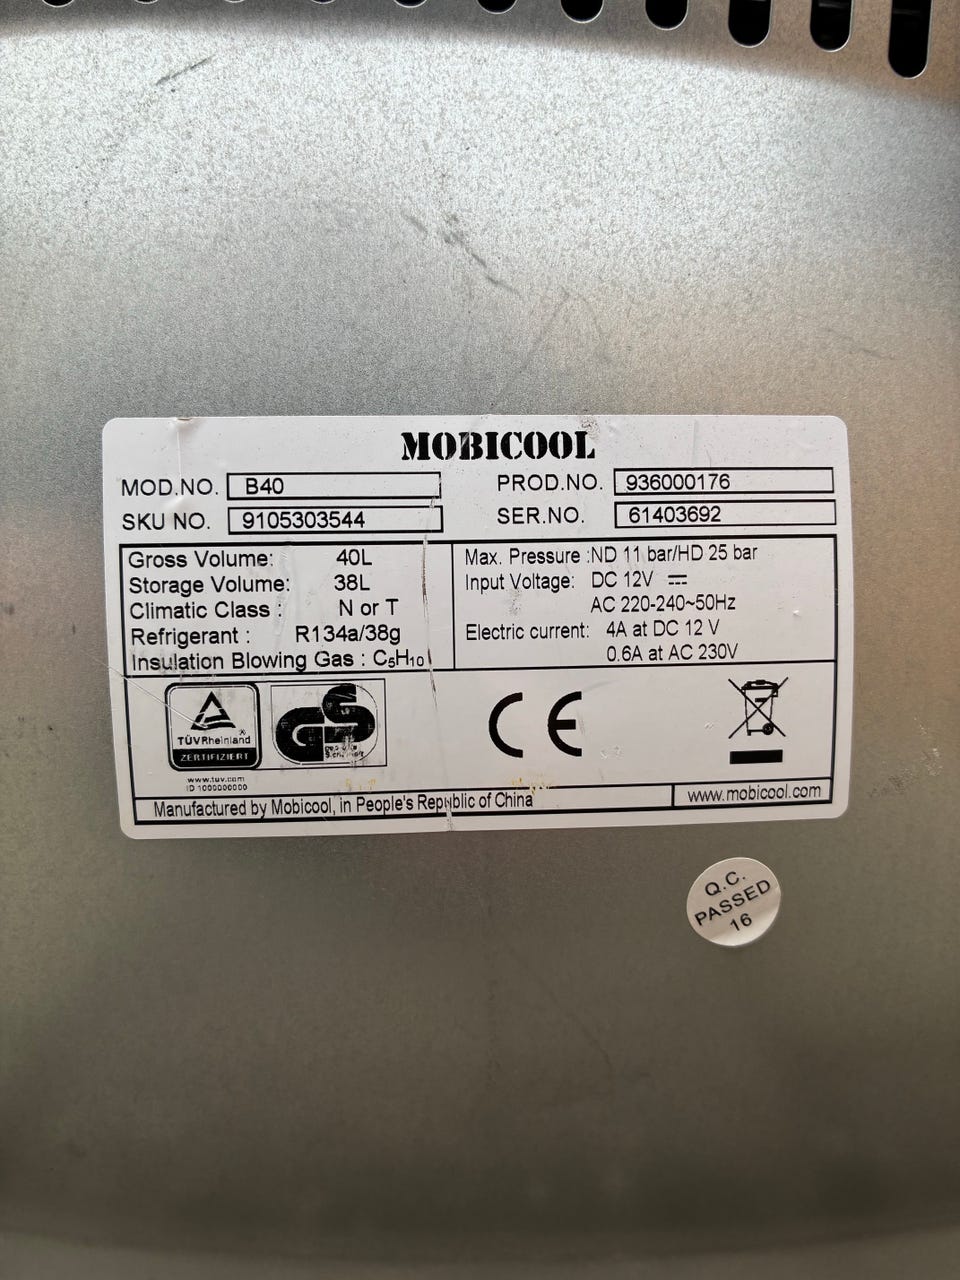 MOBICOOL
MOD.NO. B40 PROD.NO. 936000176
SKU NO. 9105303544 SER.NO. 61403692
Gross Volume: 40L
Storage Volume: 38L
Climatic Class : N or T
Refrigerant : R134a/38g
Insulation Blowing Gas : C₅H₁₀
Max. Pressure :ND 11 bar/HD 25 bar
Input Voltage: DC 12V ⎓
AC 220-240~50Hz
Electric current: 4A at DC 12 V
0.6A at AC 230V
TÜVRheinland®
ZERTIFIZIERT
www.tuv.com
ID 1000000000
GS
CE
Manufactured by Mobicool, in People's Republic of China
www.mobicool.com
Q.C.
PASSED
16